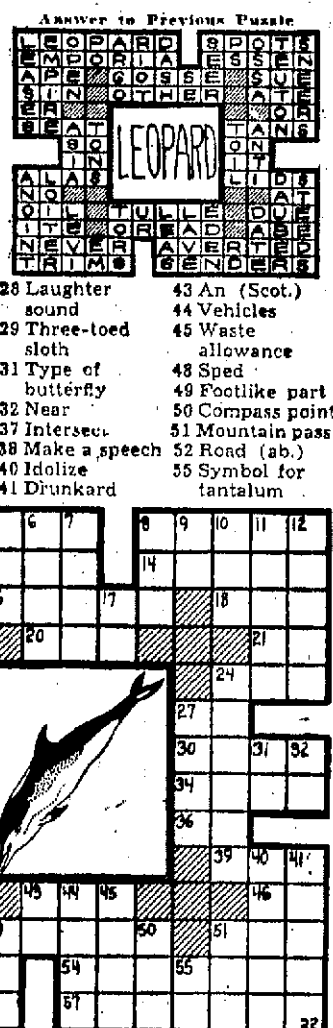 Answer to Previous Puzzle
LEOPARD SPOTS
EMPORIA ESSEN
APE GOSSE SUE
SIN OTHER ATE
ER OR
SEAT TANS
SO ON
IN IT
LEOPARD
ALAS LIDS
NO AT
OIL TULLE DUE
ITE OREAD
NEVER AVERTER
TRIMS SENDERS
28 Laughter
sound
29 Three-toed
sloth
31 Type of
butterfly
32 Near
37 Intersect
38 Make a speech
40 Idolize
41 Drunkard
43 An (Scot.)
44 Vehicles
45 Waste
allowance
48 Sped
49 Footlike part
50 Compass point
51 Mountain pass
52 Road (ab.)
55 Symbol for
tantalum
6 7 8 9 10 11 12
14
17 18
20 21
24
27
30 31 32
34
36
39 40 41
43 44 45 46
50 51
54 55
57
22